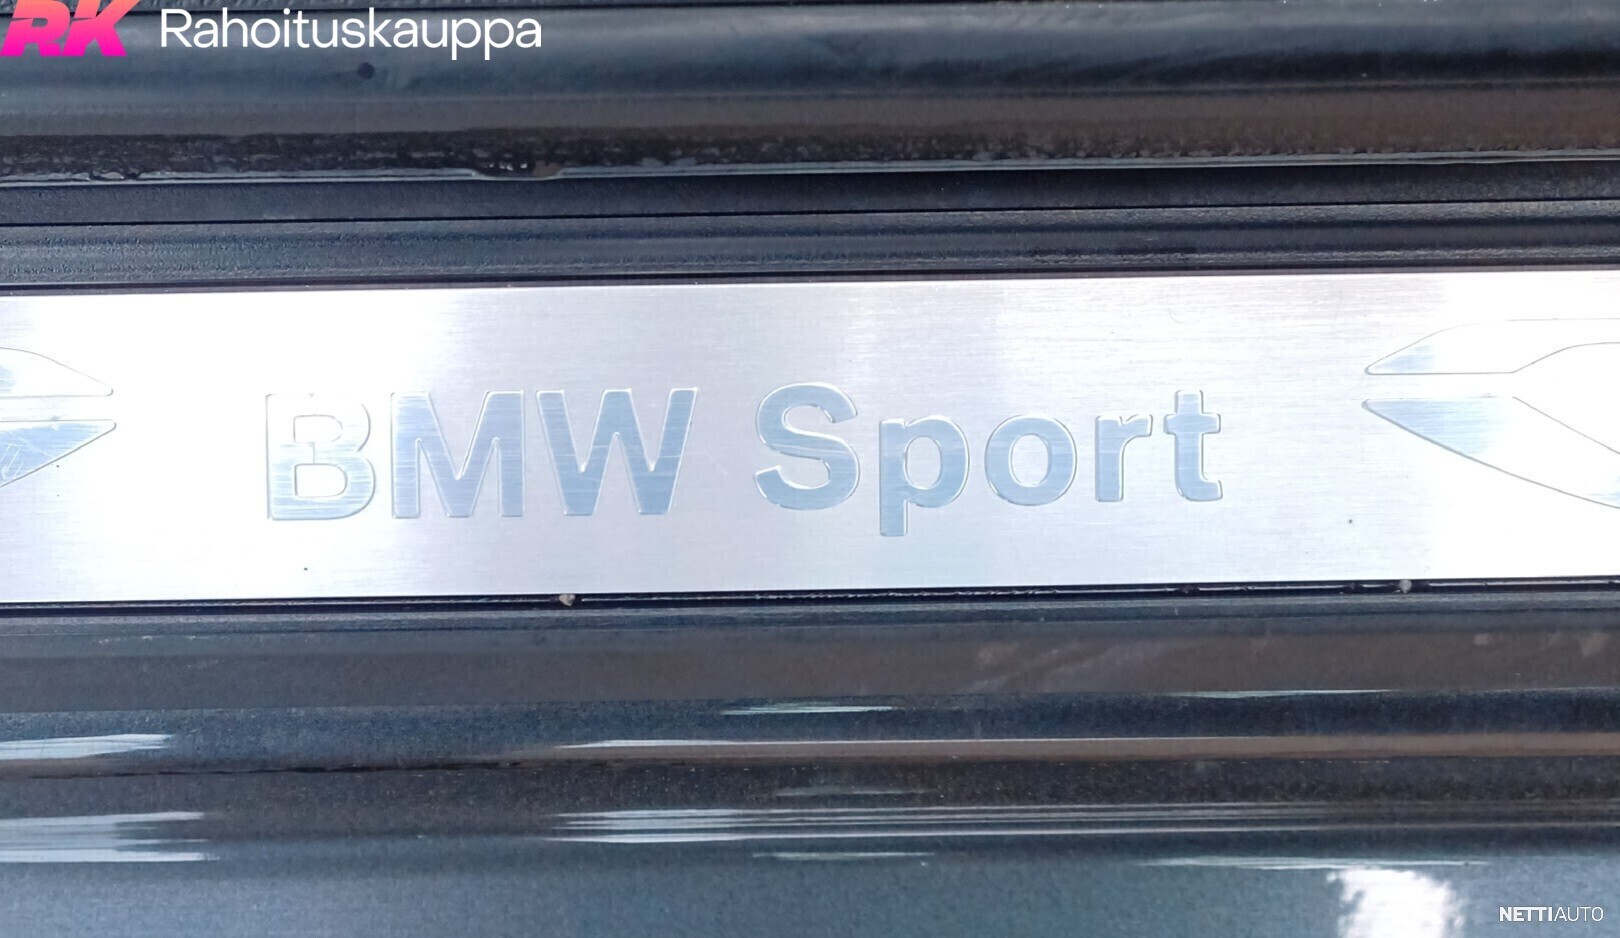 RK Rahoituskauppa
BMW Sport
NETTIAUTO